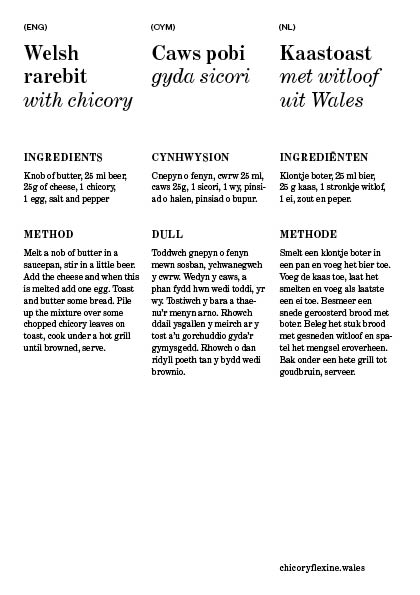 (ENG)
Welsh
rarebit
with chicory
INGREDIENTS
Knob of butter, 25 ml beer,
25g of cheese, 1 chicory,
1 egg, salt and pepper
METHOD
Melt a nob of butter in a
saucepan, stir in a little beer.
Add the cheese and when this
is melted add one egg. Toast
and butter some bread. Pile
up the mixture over some
chopped chicory leaves on
toast, cook under a hot grill
until browned, serve.
(CYM)
Caws pobi
gyda sicori
CYNHWYSION
Cnepyn o fenyn, cwrw 25 ml,
caws 25g, 1 sicori, 1 wy, pinsi-
ad o halen, pinsiad o bupur.
DULL
Toddwch gnepyn o fenyn
mewn sosban, ychwanegwch
y cwrw. Wedyn y caws, a
phan fydd hwn wedi toddi, yr
wy. Tostiwch y bara a thae-
nu'r menyn arno. Rhowch
ddail ysgallen y meirch ar y
tost a'u gorchuddio gyda'r
gymysgedd. Rhowch o dan
ridyll poeth tan y bydd wedi
brownio.
(NL)
Kaastoast
met witloof
uit Wales
INGREDIËNTEN
Klontje boter, 25 ml bier,
25 g kaas, 1 stronkje witlof,
1 ei, zout en peper.
METHODE
Smelt een klontje boter in
een pan en voeg het bier toe.
Voeg de kaas toe, laat het
smelten en voeg als laatste
een ei toe. Besmeer een
snede geroosterd brood met
boter. Beleg het stuk brood
met gesneden witloof en spa-
tel het mengsel eroverheen.
Bak onder een hete grill tot
goudbruin, serveer.
chicoryflexine.wales